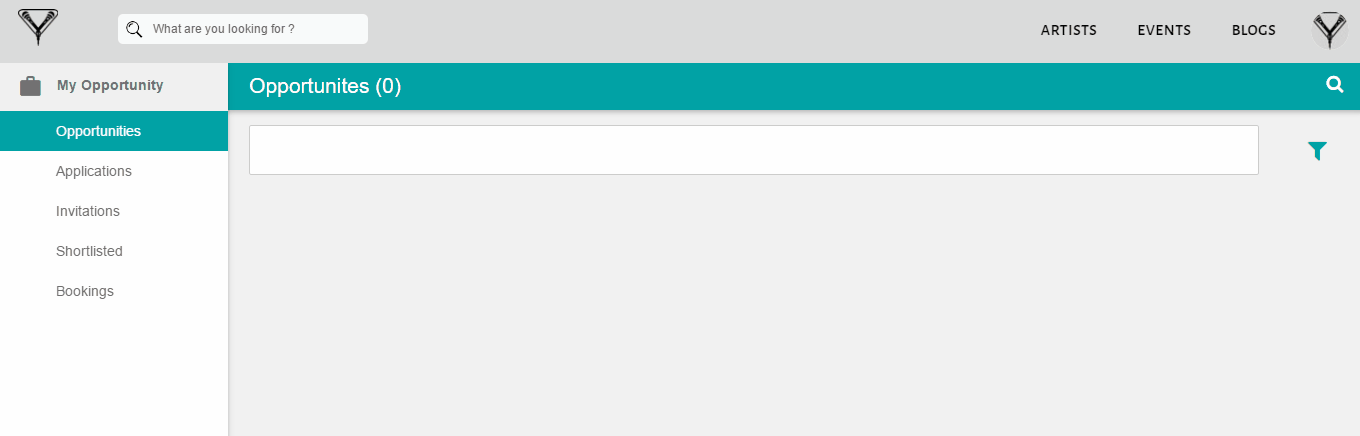 What are you looking for ?
ARTISTS
EVENTS
BLOGS
My Opportunity
Opportunites (0)
Opportunities
Applications
Invitations
Shortlisted
Bookings